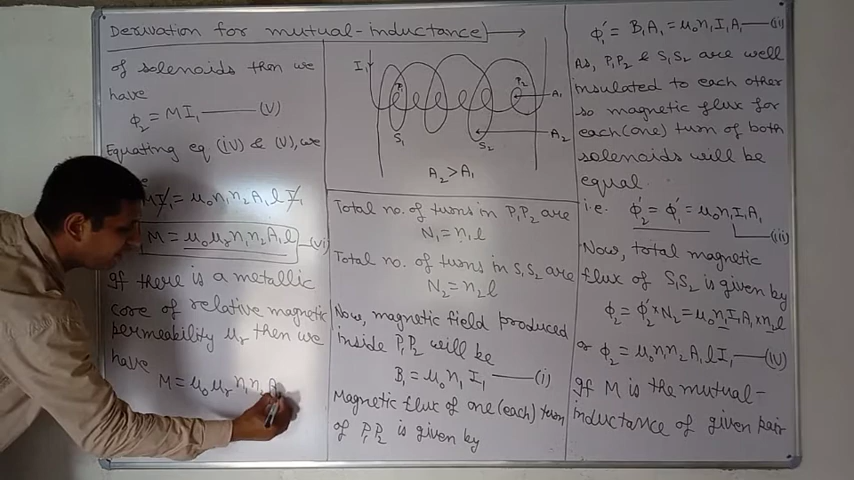 Derivation for mutual-inductance
of solenoids then we
have
Φ₂ = MI₁ —— (V)
Equating eq (iv) & (V), we
MI₁ = μ₀n₁n₂A₁lI₁
M = μ₀μᵣn₁n₂A₁l —(vi)
If there is a metallic
core of relative magnetic
permeability μᵣ then we
have
M = μ₀μᵣn₁n₂A
I₁
P₁
P₂
A₁
S₁
S₂
A₂
A₂ > A₁
Total no. of turns in P₁P₂ are
N₁ = n₁l
Total no. of turns in S₁S₂ are
N₂ = n₂l
Now, magnetic field produced
inside P₁P₂ will be
B₁ = μ₀n₁I₁ —— (i)
Magnetic flux of one (each) turn
of P₁P₂ is given by
Φ₁' = B₁A₁ = μ₀n₁I₁A₁ —(ii)
As, P₁P₂ & S₁S₂ are well
insulated to each other
so magnetic flux for
each (one) turn of both
solenoids will be
equal.
i.e. Φ₂' = Φ₁' = μ₀n₁I₁A₁
(iii)
Now, total magnetic
flux of S₁S₂ is given by
Φ₂ = Φ₂' × N₂ = μ₀n₁I₁A₁ × n₂l
or Φ₂ = μ₀n₁n₂A₁lI₁ —(iv)
If M is the mutual-
inductance of given pair